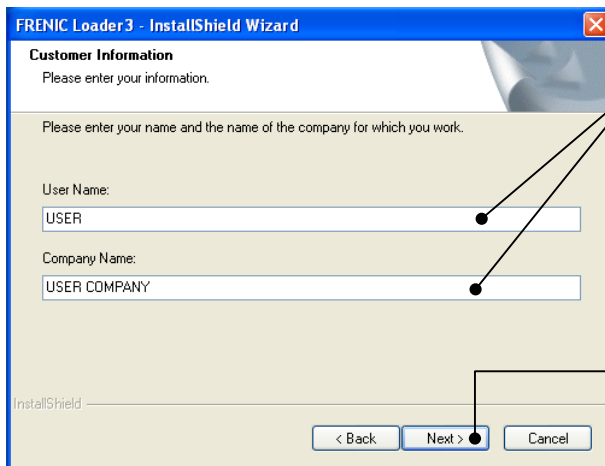 FRENIC Loader3 - InstallShield Wizard
Customer Information
Please enter your information.
Please enter your name and the name of the company for which you work.
User Name:
USER
Company Name:
USER COMPANY
InstallShield
< Back Next > Cancel